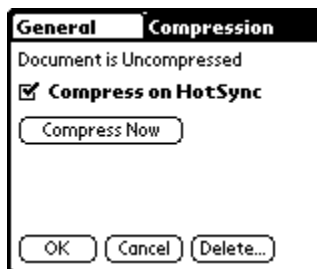 General Compression
Document is Uncompressed
Compress on HotSync
Compress Now
OK Cancel Delete...